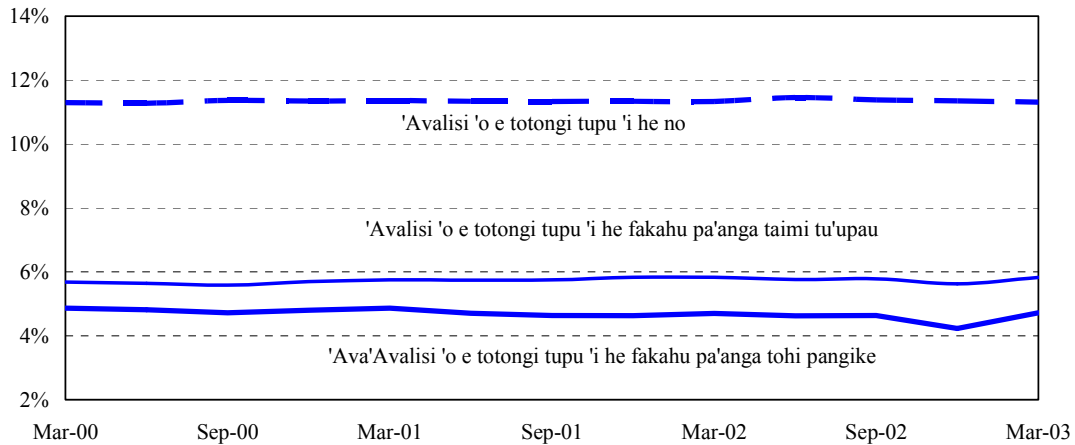 14%
12%
'Avalisi 'o e totongi tupu 'i he no
10%
8%
'Avalisi 'o e totongi tupu 'i he fakahu pa'anga taimi tu'upau
6%
4%
'Ava'Avalisi 'o e totongi tupu 'i he fakahu pa'anga tohi pangike
2%
Mar-00 Sep-00 Mar-01 Sep-01 Mar-02 Sep-02 Mar-03